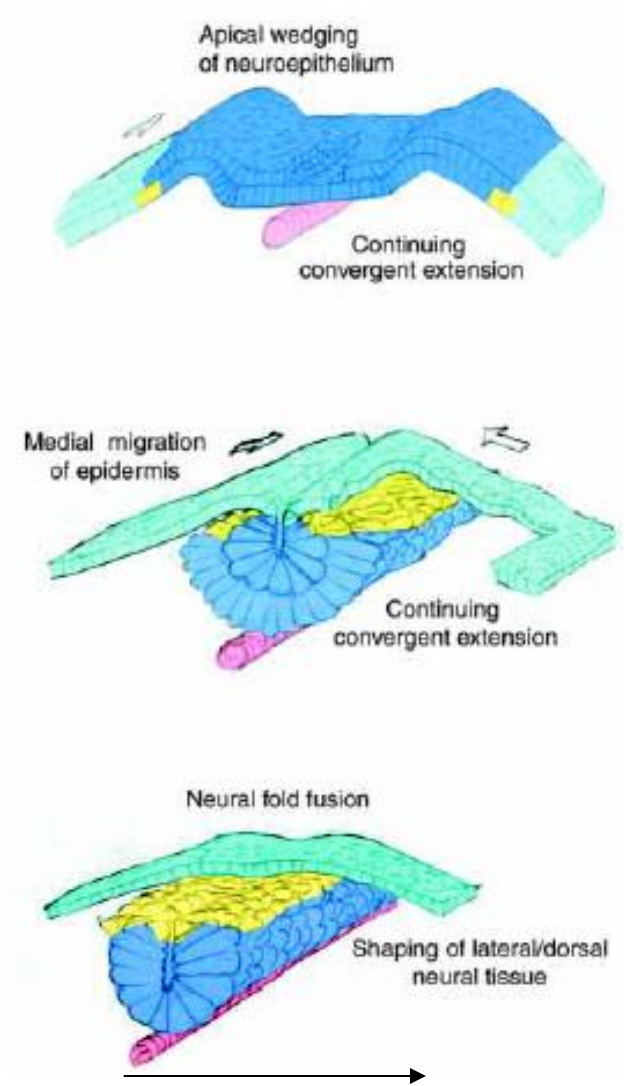 Apical wedging
of neuroepithelium
Continuing
convergent extension
Medial migration
of epidermis
Continuing
convergent extension
Neural fold fusion
Shaping of lateral/dorsal
neural tissue